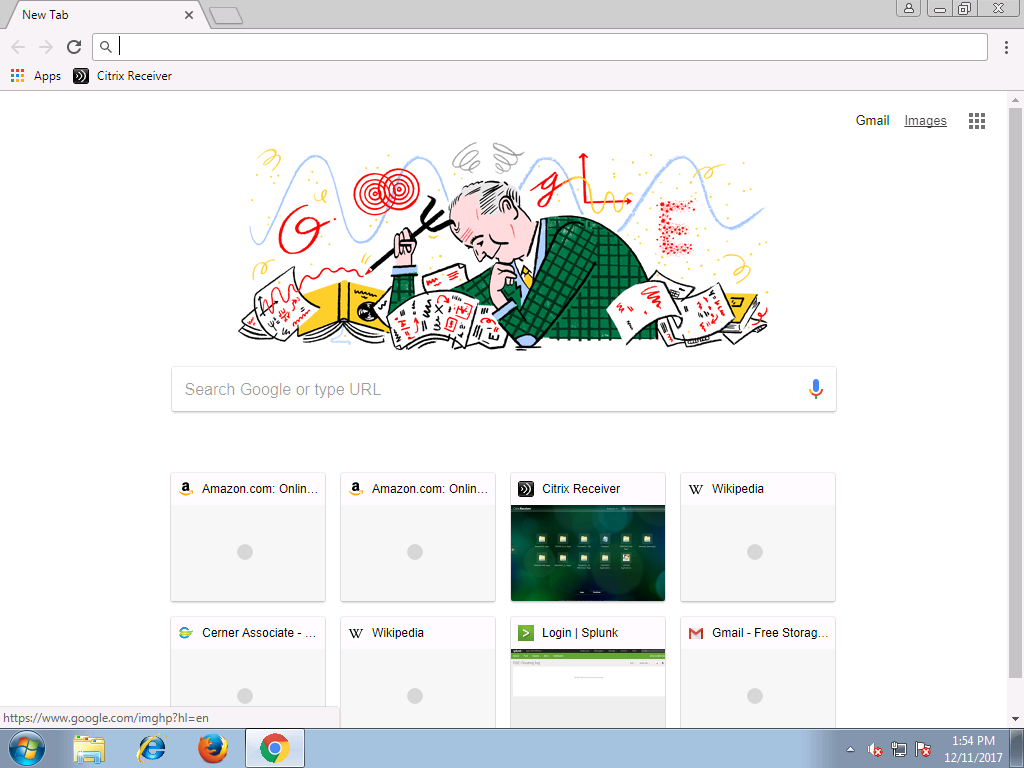 New Tab
Apps Citrix Receiver
Gmail Images
Search Google or type URL
Amazon.com: Onlin... Amazon.com: Onlin... Citrix Receiver Wikipedia
Cerner Associate - ... Wikipedia Login | Splunk Gmail - Free Storag...
https://www.google.com/imghp?hl=en
1:54 PM
12/11/2017